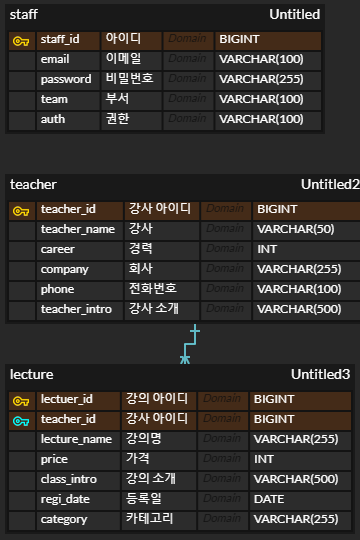 staff Untitled
staff_id 아이디 Domain BIGINT
email 이메일 Domain VARCHAR(100)
password 비밀번호 Domain VARCHAR(255)
team 부서 Domain VARCHAR(100)
auth 권한 Domain VARCHAR(100)
teacher Untitled2
teacher_id 강사 아이디 Domain BIGINT
teacher_name 강사 Domain VARCHAR(50)
career 경력 Domain INT
company 회사 Domain VARCHAR(255)
phone 전화번호 Domain VARCHAR(100)
teacher_intro 강사 소개 Domain VARCHAR(500)
lecture Untitled3
lectuer_id 강의 아이디 Domain BIGINT
teacher_id 강사 아이디 Domain BIGINT
lecture_name 강의명 Domain VARCHAR(255)
price 가격 Domain INT
class_intro 강의 소개 Domain VARCHAR(500)
regi_date 등록일 Domain DATE
category 카테고리 Domain VARCHAR(255)